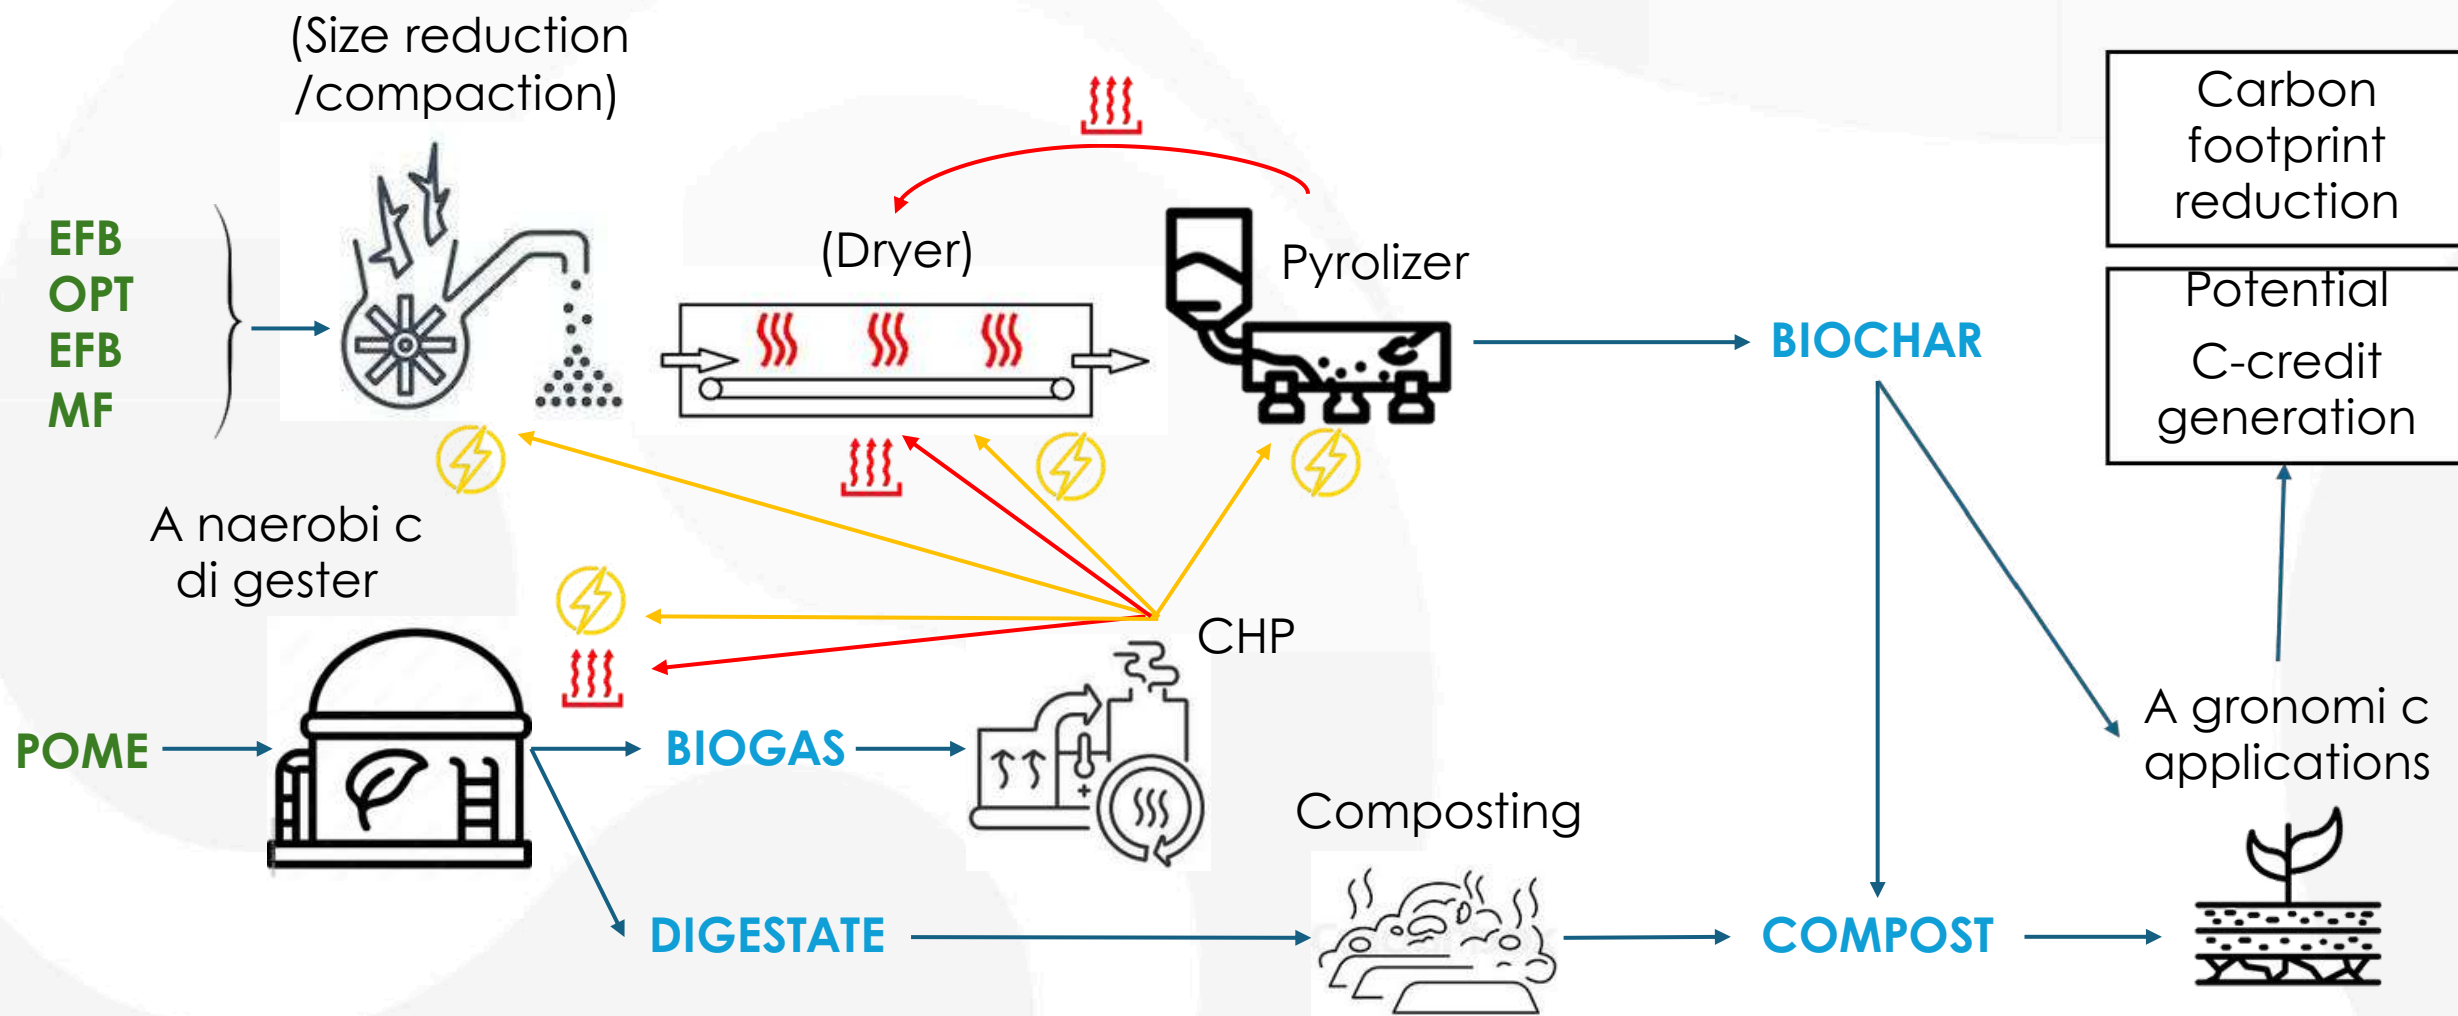 (Size reduction
/compaction)
EFB
OPT
EFB
MF
(Dryer)
Pyrolizer
BIOCHAR
Carbon
footprint
reduction
Potential
C-credit
generation
A naerobi c
di gester
CHP
POME
BIOGAS
A gronomi c
applications
Composting
DIGESTATE
COMPOST